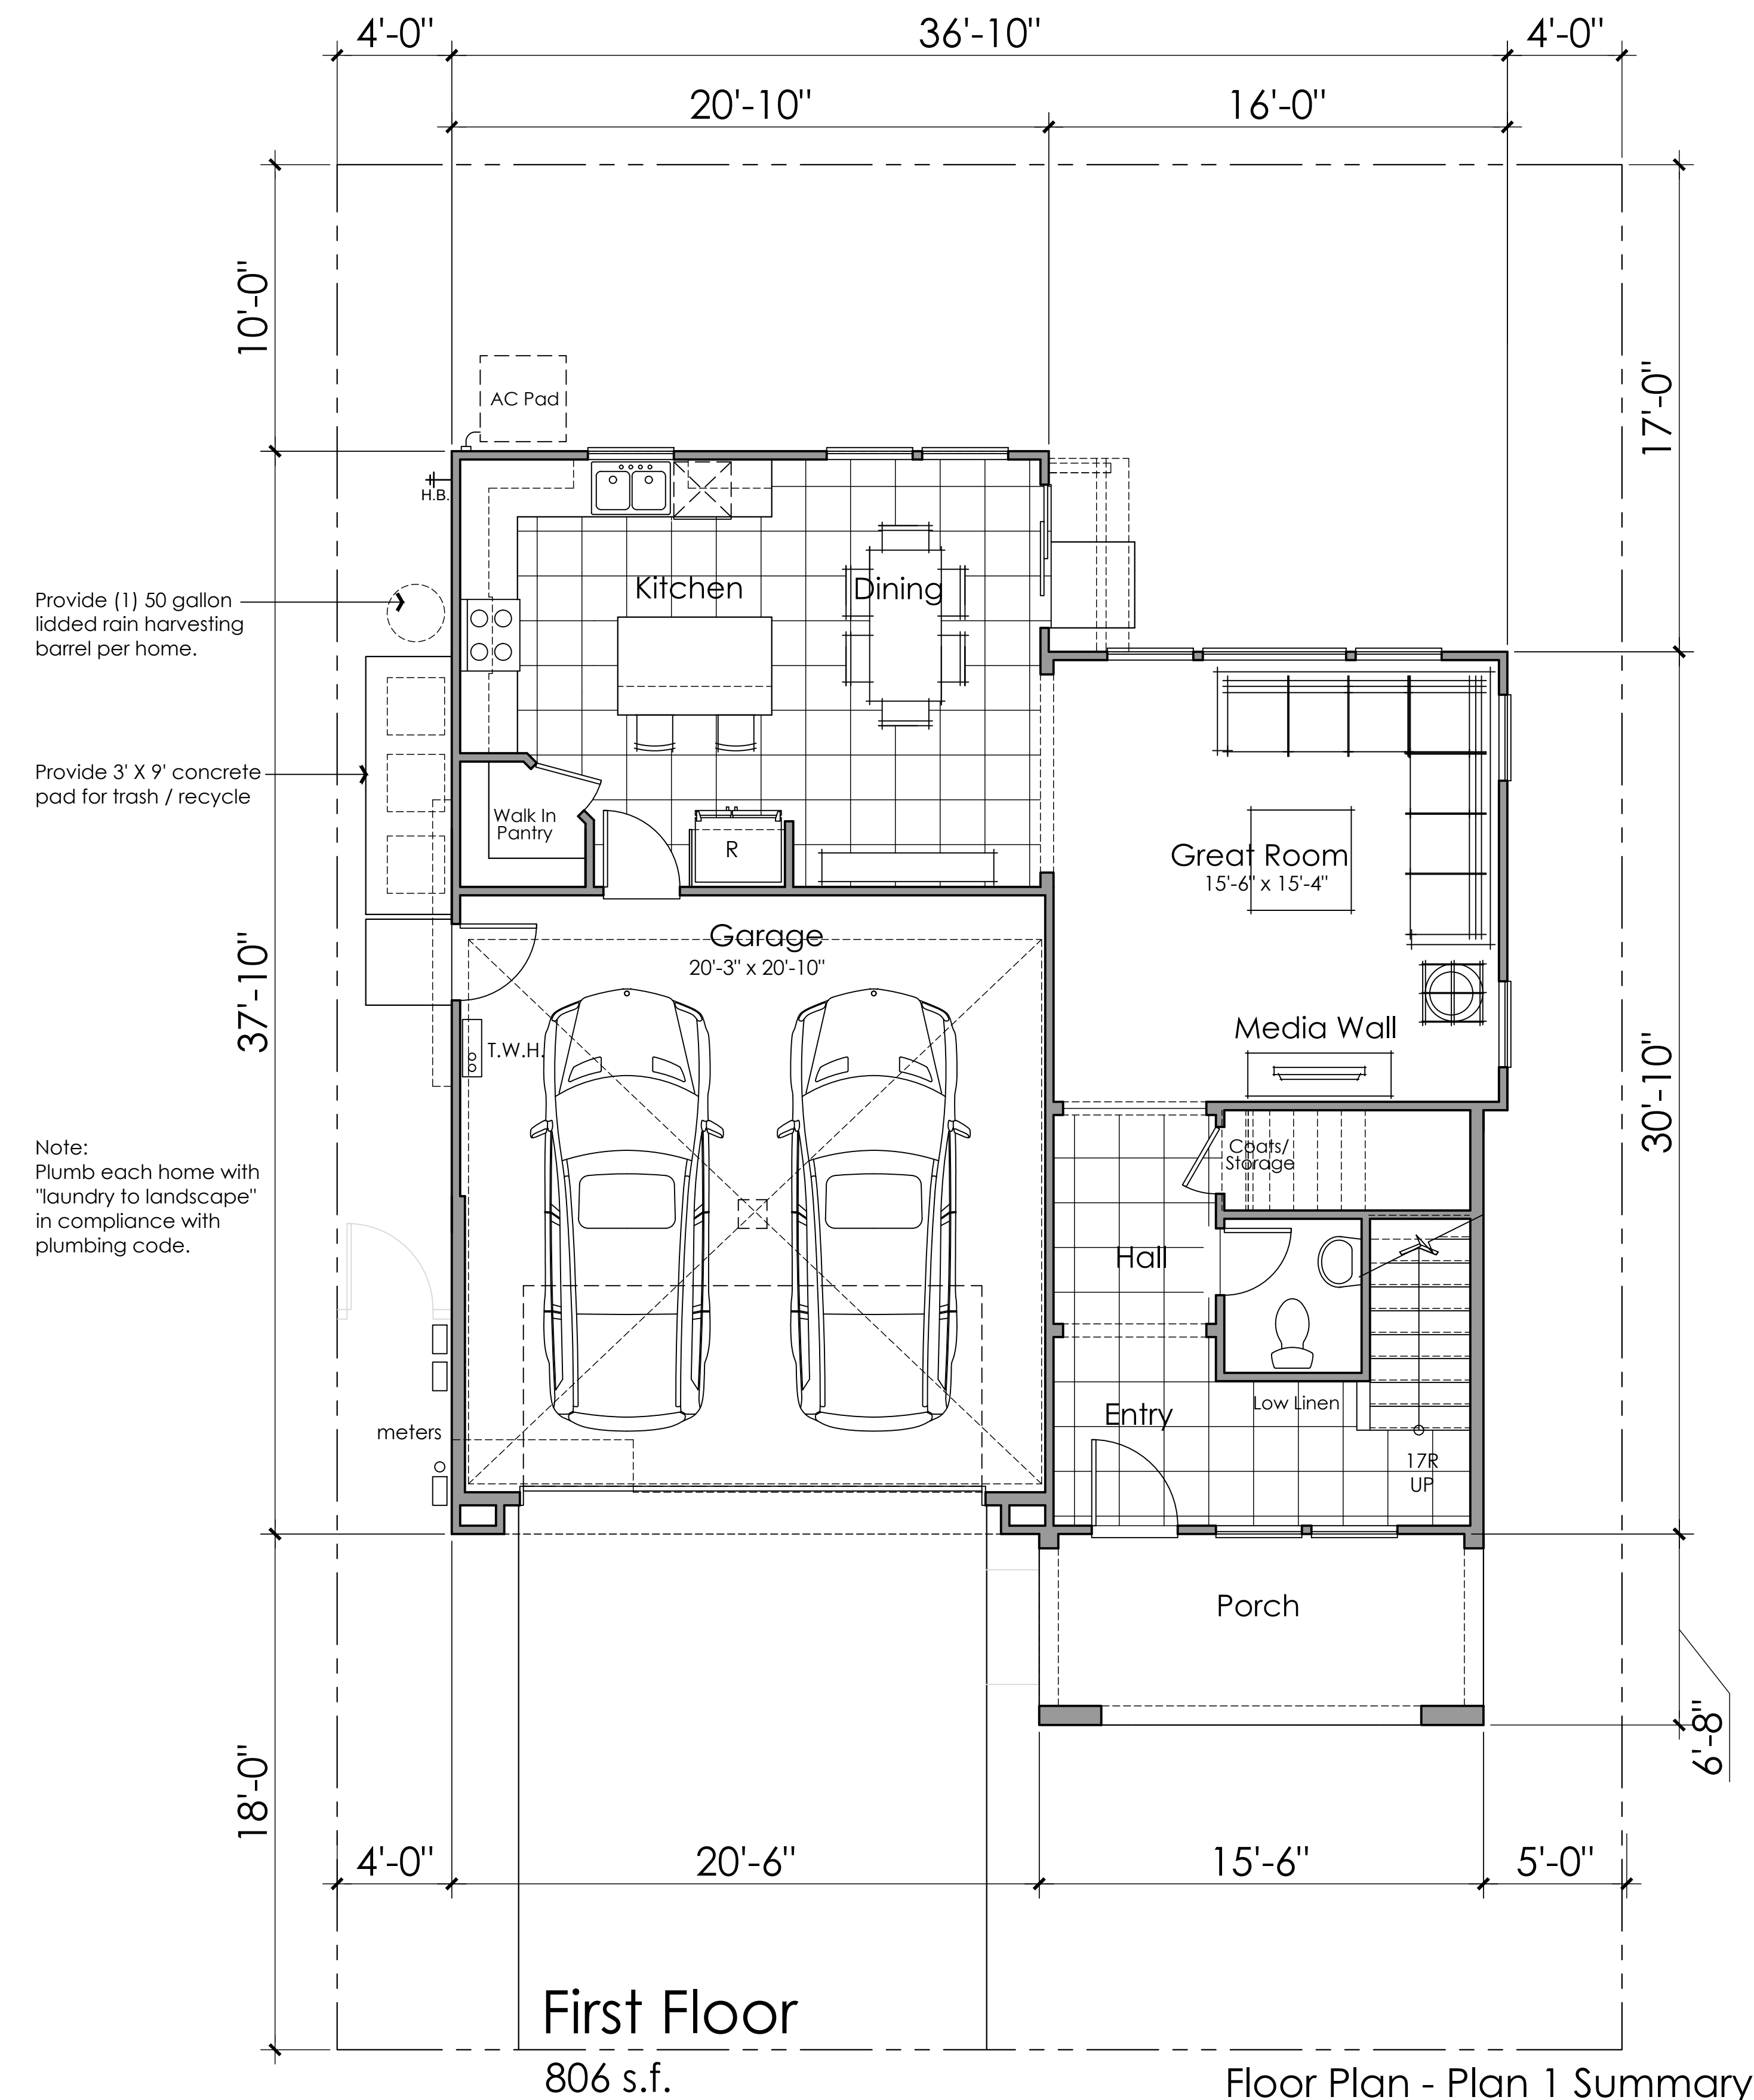 4'-0"
36'-10"
4'-0"
20'-10"
16'-0"
10'-0"
17'-0"
AC Pad
H.B.
Kitchen
Dining
Provide (1) 50 gallon
lidded rain harvesting
barrel per home.
Provide 3' X 9' concrete
pad for trash / recycle
Walk In
Pantry
R
Great Room
15'-6" x 15'-4"
Garage
20'-3" x 20'-10"
37'-10"
Media Wall
T.W.H.
30'-10"
Note:
Plumb each home with
"laundry to landscape"
in compliance with
plumbing code.
Coats/
Storage
Hall
Low Linen
Entry
meters
17R
UP
Porch
6'-8"
18'-0"
4'-0"
20'-6"
15'-6"
5'-0"
First Floor
806 s.f.
Floor Plan - Plan 1 Summary